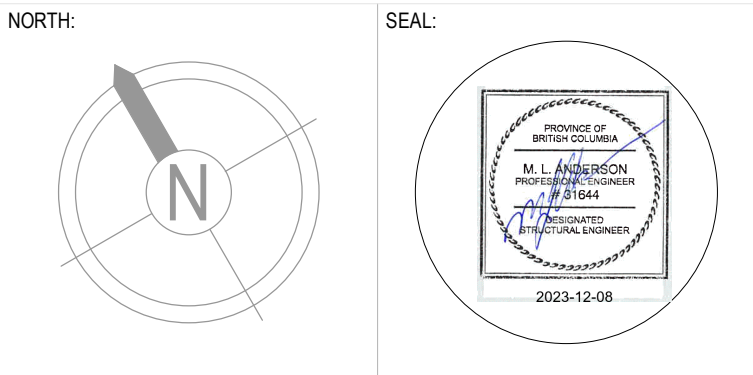 NORTH:
N
SEAL:
PROVINCE OF
BRITISH COLUMBIA
M. L. ANDERSON
PROFESSIONAL ENGINEER
# 31644
DESIGNATED
STRUCTURAL ENGINEER
2023-12-08